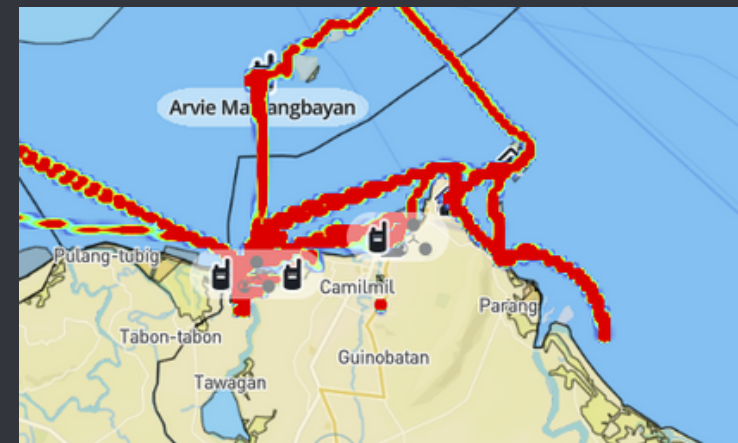 Arvie Ma angbayan
Pulang-tubig
Camilmil
Parang
Tabon-tabon
Guinobatan
Tawagan